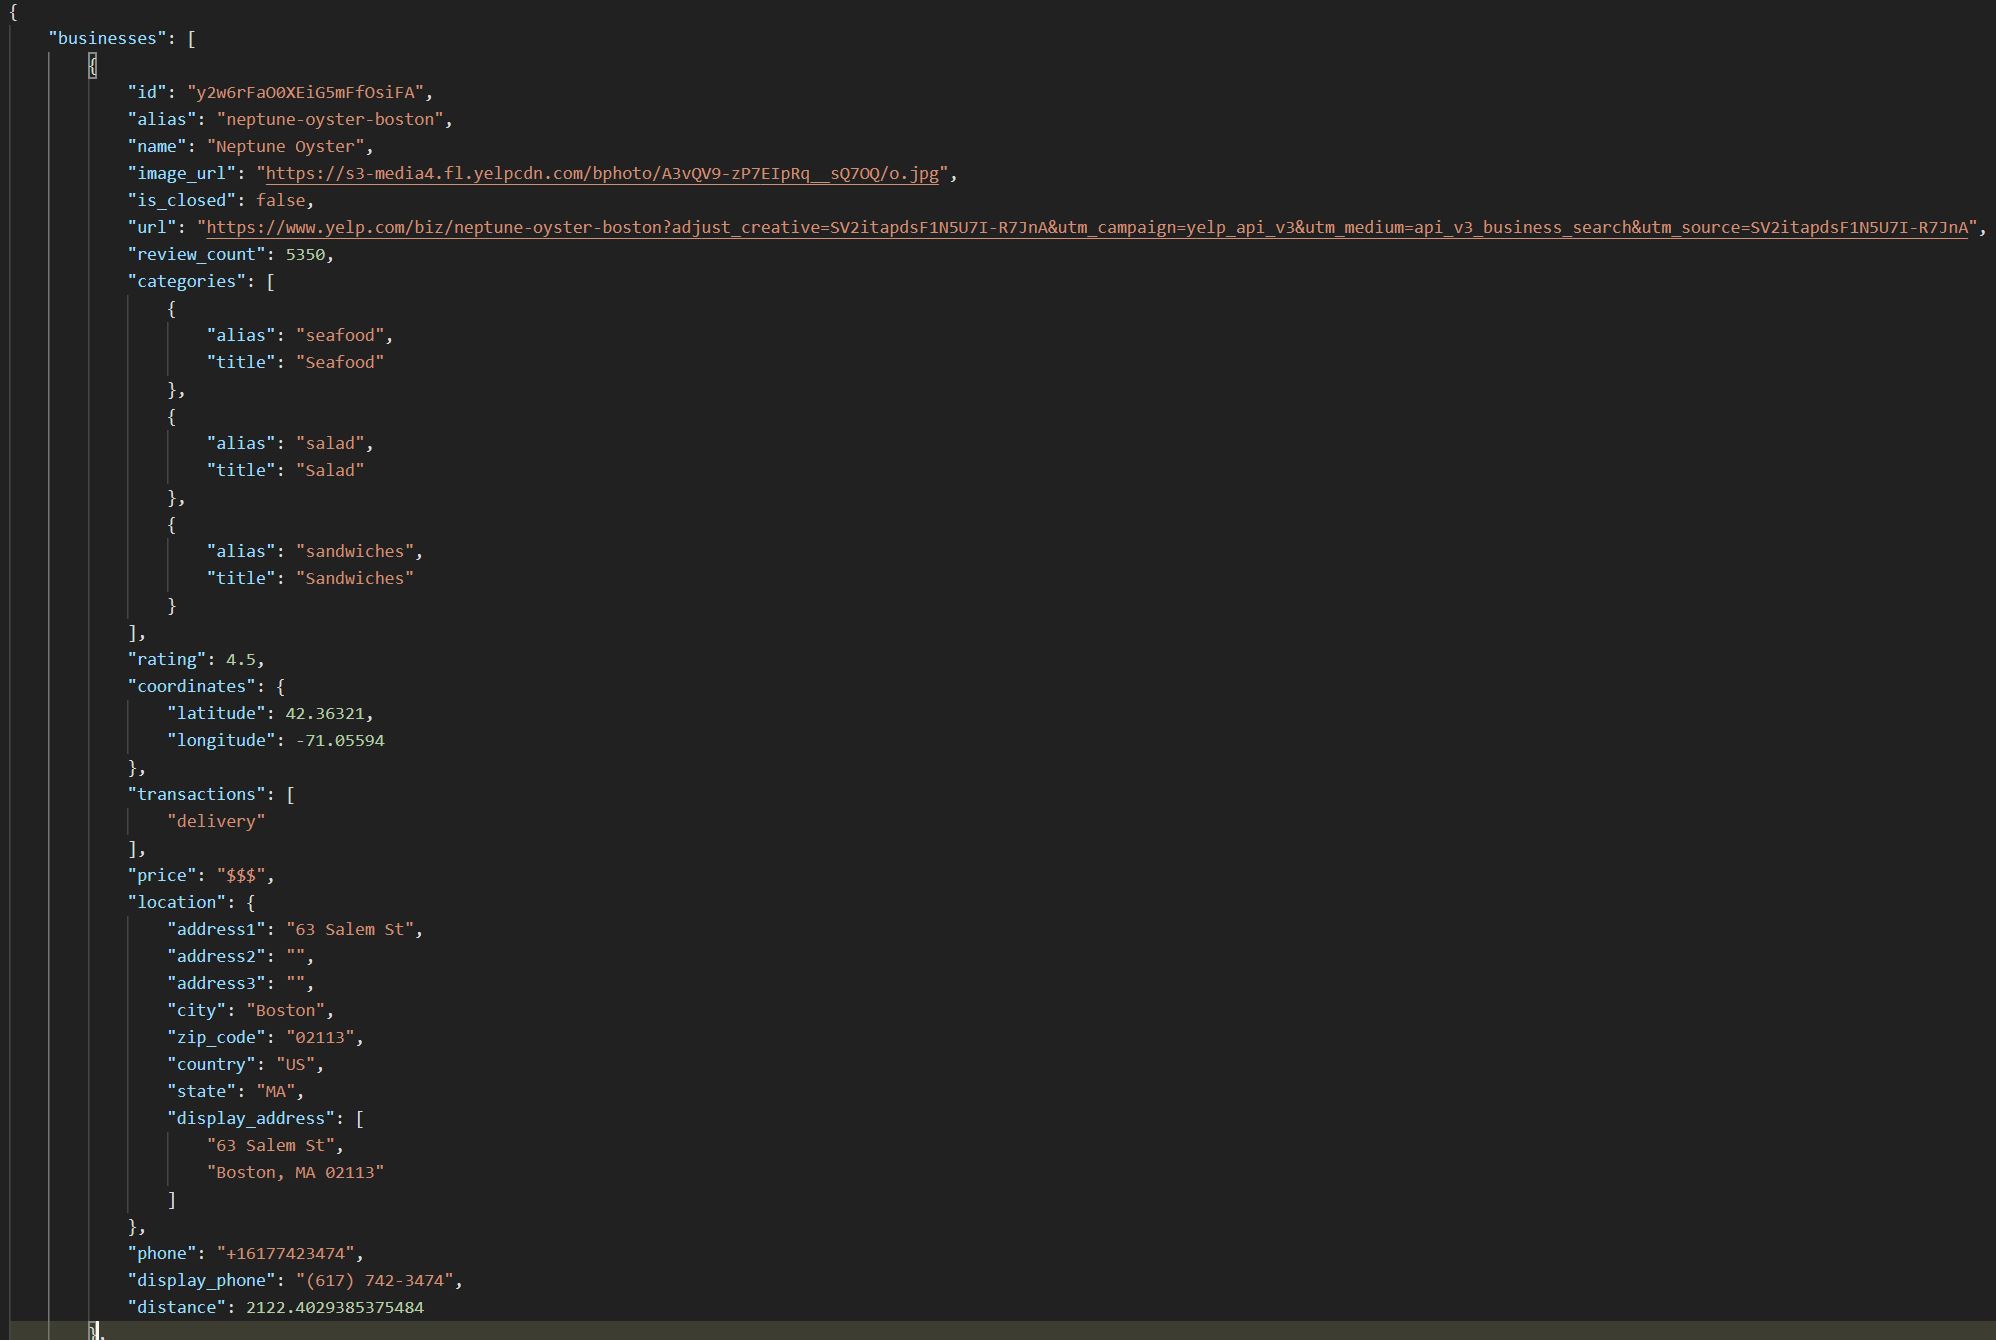 {
"businesses": [
{
"id": "y2w6rFaO0XEiG5mFfOsiFA",
"alias": "neptune-oyster-boston",
"name": "Neptune Oyster",
"image_url": "https://s3-media4.fl.yelpcdn.com/bphoto/A3vQV9-zP7EIpRq__sQ7OQ/o.jpg",
"is_closed": false,
"url": "https://www.yelp.com/biz/neptune-oyster-boston?adjust_creative=SV2itapdsF1N5U7I-R7JnA&utm_campaign=yelp_api_v3&utm_medium=api_v3_business_search&utm_source=SV2itapdsF1N5U7I-R7JnA",
"review_count": 5350,
"categories": [
{
"alias": "seafood",
"title": "Seafood"
},
{
"alias": "salad",
"title": "Salad"
},
{
"alias": "sandwiches",
"title": "Sandwiches"
}
],
"rating": 4.5,
"coordinates": {
"latitude": 42.36321,
"longitude": -71.05594
},
"transactions": [
"delivery"
],
"price": "$$$",
"location": {
"address1": "63 Salem St",
"address2": "",
"address3": "",
"city": "Boston",
"zip_code": "02113",
"country": "US",
"state": "MA",
"display_address": [
"63 Salem St",
"Boston, MA 02113"
]
},
"phone": "+16177423474",
"display_phone": "(617) 742-3474",
"distance": 2122.4029385375484
},